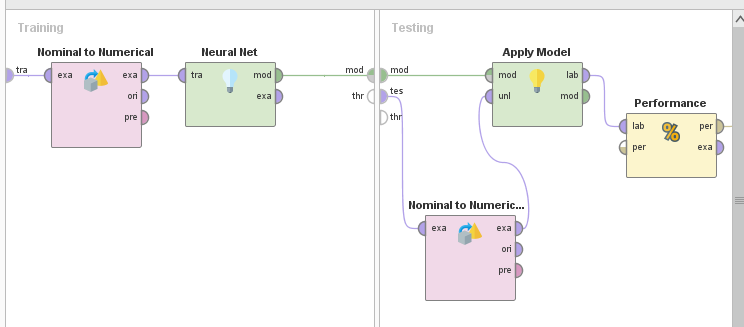 Training
Nominal to Numerical
Neural Net
tra
exa
exa
ori
pre
tra
mod
exa
mod
thr
Testing
mod
tes
thr
Apply Model
mod
unl
lab
mod
Performance
lab
per
per
exa
%
Nominal to Numeric...
exa
exa
ori
pre